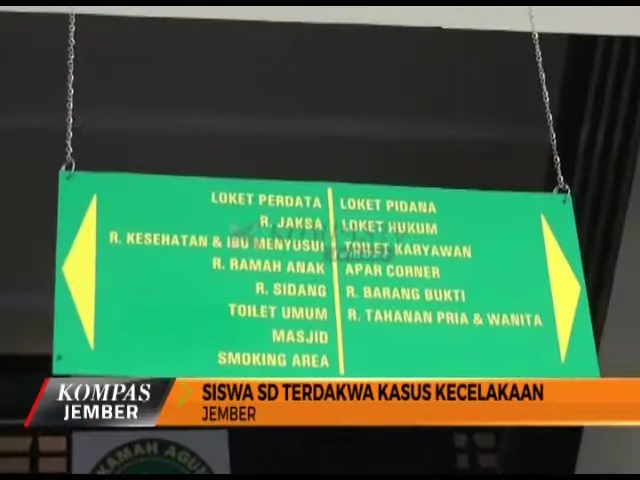 LOKET PERDATA
R. JAKSA
R. KESEHATAN & IBU MENYUSUI
R. RAMAH ANAK
R. SIDANG
TOILET UMUM
MASJID
SMOKING AREA
LOKET PIDANA
LOKET HUKUM
TOILET KARYAWAN
APAR CORNER
R. BARANG BUKTI
R. TAHANAN PRIA & WANITA
KOMPAS
JEMBER
SISWA SD TERDAKWA KASUS KECELAKAAN
JEMBER